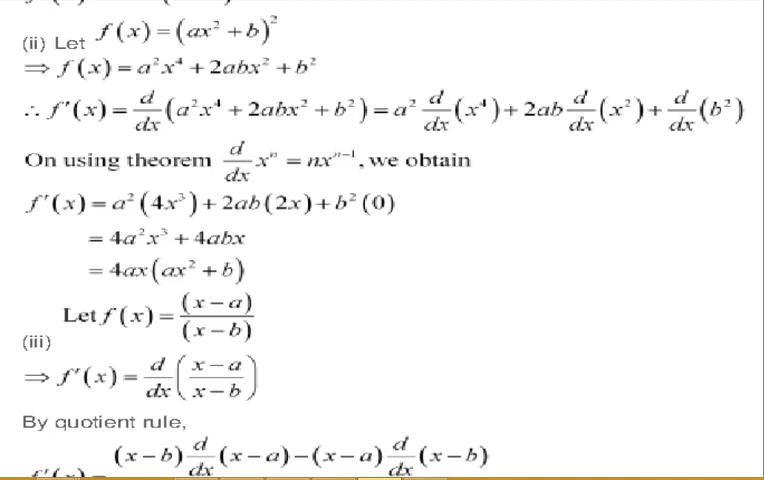 (ii) Let f(x) = (ax² + b)²
⇒ f(x) = a²x⁴ + 2abx² + b²
∴ f'(x) = d/dx (a²x⁴ + 2abx² + b²) = a² d/dx (x⁴) + 2ab d/dx (x²) + d/dx (b²)
On using theorem d/dx xⁿ = nxⁿ⁻¹, we obtain
f'(x) = a² (4x³) + 2ab (2x) + b² (0)
= 4a²x³ + 4abx
= 4ax(ax² + b)
(iii) Let f(x) = (x − a)/(x − b)
⇒ f'(x) = d/dx ((x − a)/(x − b))
By quotient rule,
(x − b) d/dx (x − a) − (x − a) d/dx (x − b)